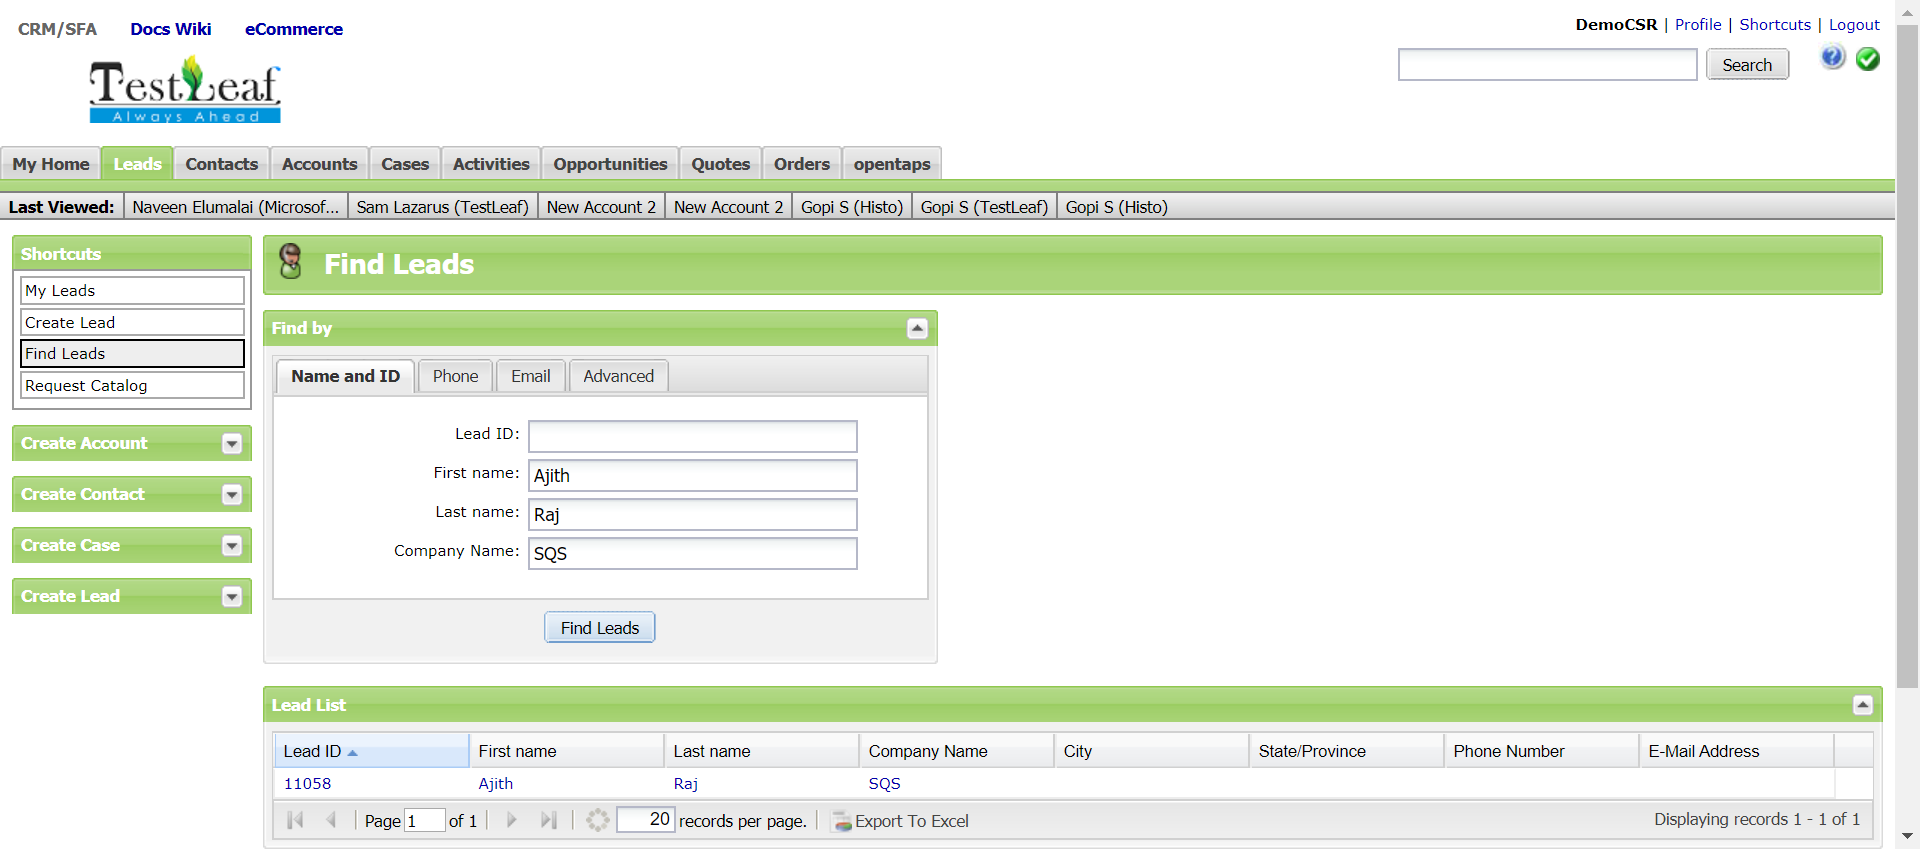 CRM/SFA Docs Wiki eCommerce
DemoCSR | Profile | Shortcuts | Logout
Search
TestLeaf
Always Ahead
My Home Leads Contacts Accounts Cases Activities Opportunities Quotes Orders opentaps
Last Viewed: Naveen Elumalai (Microsof... Sam Lazarus (TestLeaf) New Account 2 New Account 2 Gopi S (Histo) Gopi S (TestLeaf) Gopi S (Histo)
Shortcuts
My Leads
Create Lead
Find Leads
Request Catalog
Create Account
Create Contact
Create Case
Create Lead
Find Leads
Find by
Name and ID Phone Email Advanced
Lead ID:
First name: Ajith
Last name: Raj
Company Name: SQS
Find Leads
Lead List
Lead ID First name Last name Company Name City State/Province Phone Number E-Mail Address
11058 Ajith Raj SQS
Page 1 of 1 20 records per page. Export To Excel Displaying records 1 - 1 of 1